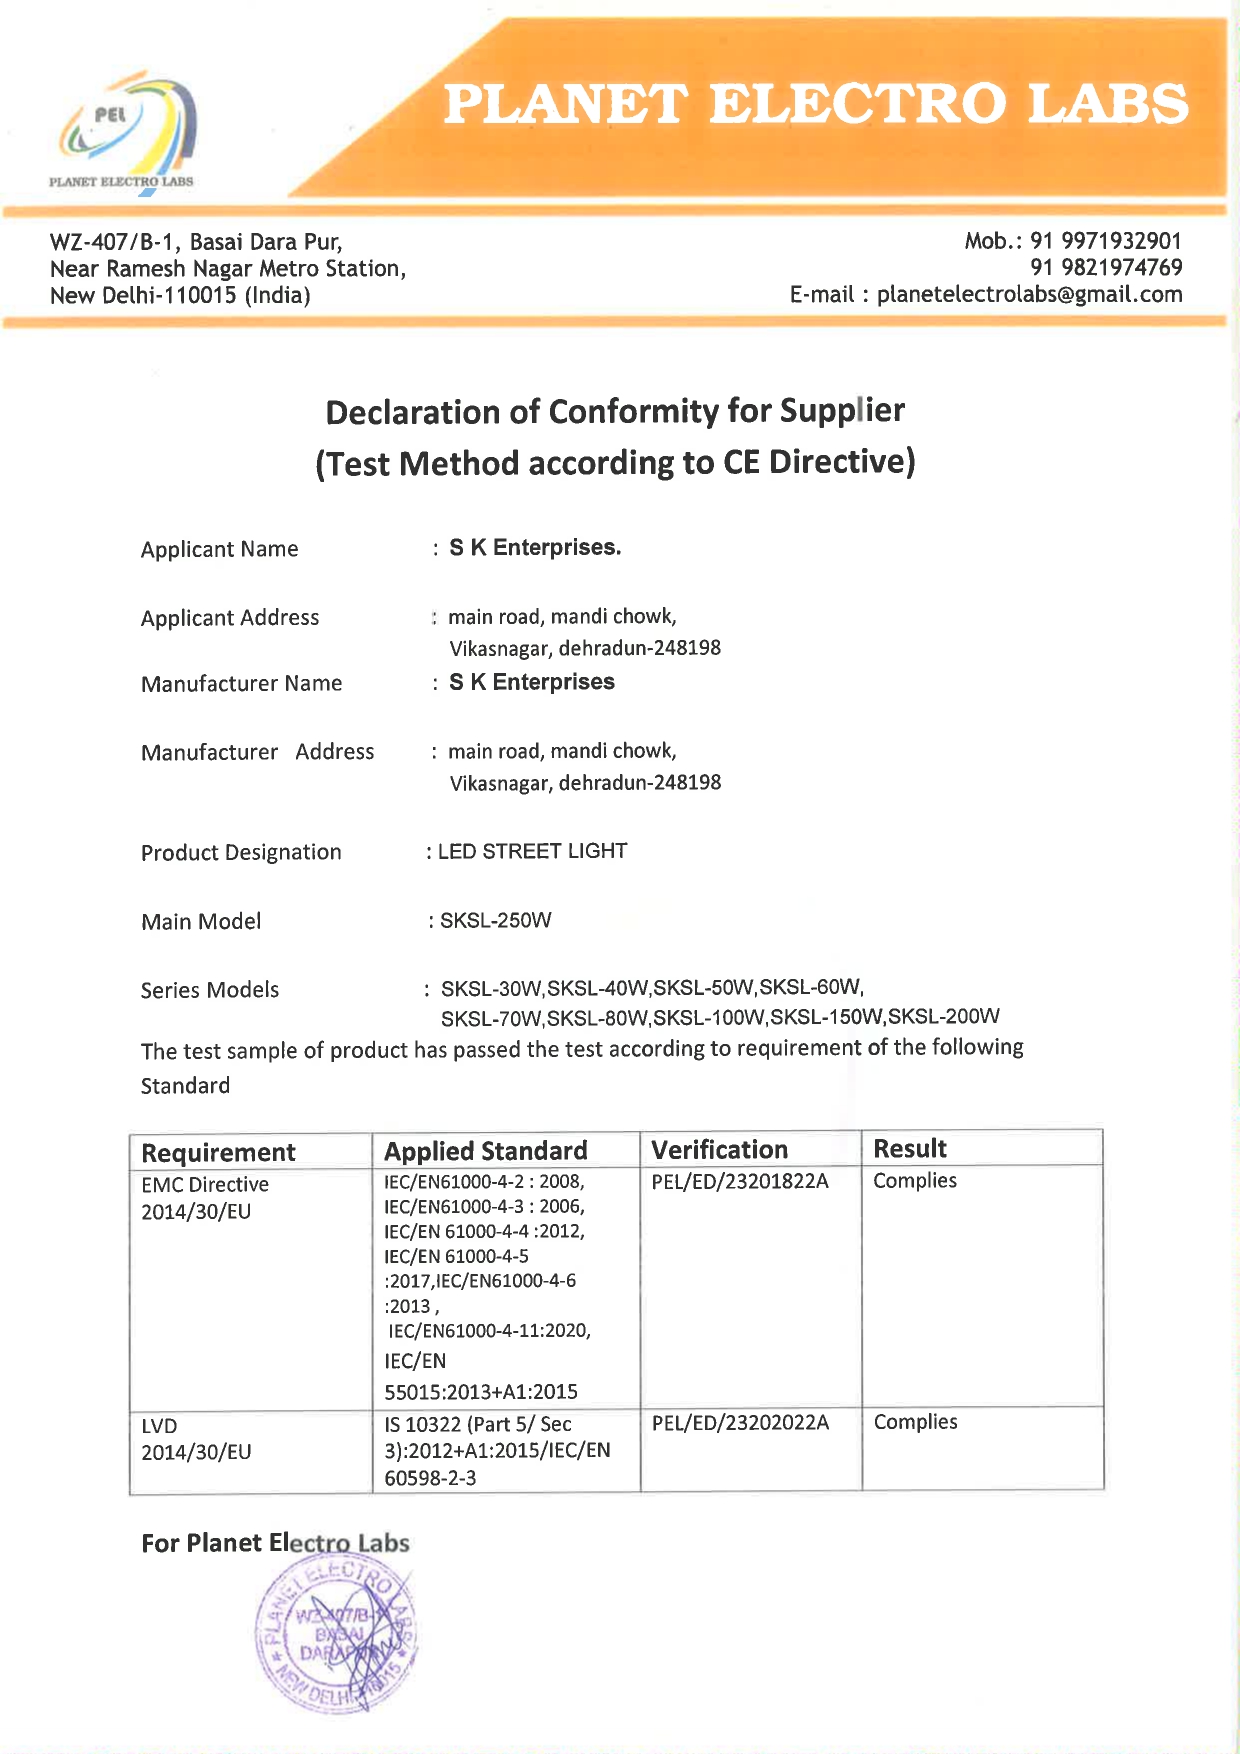 PLANET ELECTRO LABS
PEL
PLANET ELECTRO LABS
WZ-407/B-1, Basai Dara Pur,
Near Ramesh Nagar Metro Station,
New Delhi-110015 (India)
Mob.: 91 9971932901
91 9821974769
E-mail : planetelectrolabs@gmail.com
Declaration of Conformity for Supplier
(Test Method according to CE Directive)
Applicant Name : S K Enterprises.
Applicant Address : main road, mandi chowk,
Vikasnagar, dehradun-248198
Manufacturer Name : S K Enterprises
Manufacturer Address : main road, mandi chowk,
Vikasnagar, dehradun-248198
Product Designation : LED STREET LIGHT
Main Model : SKSL-250W
Series Models : SKSL-30W,SKSL-40W,SKSL-50W,SKSL-60W,
SKSL-70W,SKSL-80W,SKSL-100W,SKSL-150W,SKSL-200W
The test sample of product has passed the test according to requirement of the following
Standard
Requirement Applied Standard Verification Result
EMC Directive
2014/30/EU
IEC/EN61000-4-2 : 2008,
IEC/EN61000-4-3 : 2006,
IEC/EN 61000-4-4 :2012,
IEC/EN 61000-4-5
:2017,IEC/EN61000-4-6
:2013 ,
IEC/EN61000-4-11:2020,
IEC/EN
55015:2013+A1:2015
PEL/ED/23201822A
Complies
LVD
2014/30/EU
IS 10322 (Part 5/ Sec
3):2012+A1:2015/IEC/EN
60598-2-3
PEL/ED/23202022A
Complies
For Planet Electro Labs
PLANET ELECTRO LABS
WZ-407/B-1
BASAI
NEW DELHI